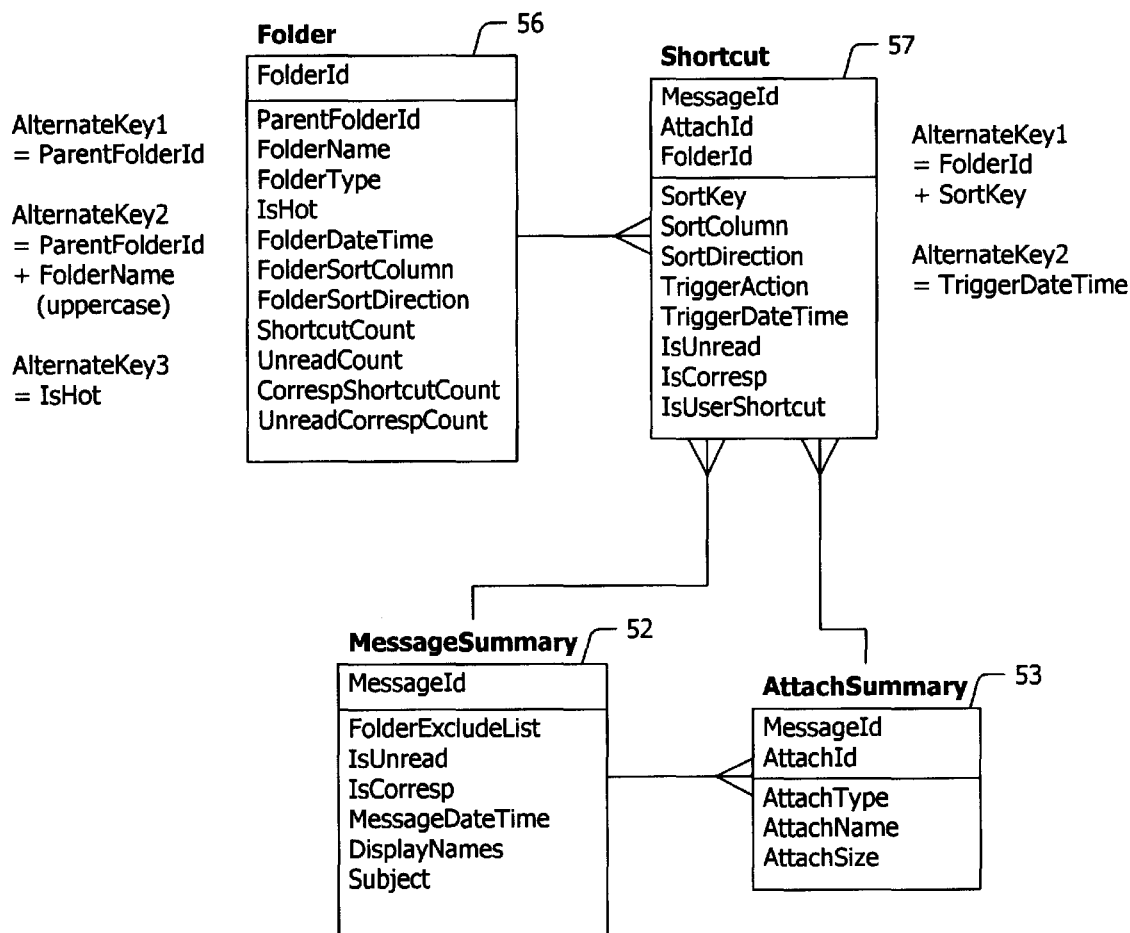 Folder
56
FolderId
ParentFolderId
FolderName
FolderType
IsHot
FolderDateTime
FolderSortColumn
FolderSortDirection
ShortcutCount
UnreadCount
CorrespShortcutCount
UnreadCorrespCount
AlternateKey1
= ParentFolderId
AlternateKey2
= ParentFolderId
+ FolderName
(uppercase)
AlternateKey3
= IsHot
Shortcut
57
MessageId
AttachId
FolderId
SortKey
SortColumn
SortDirection
TriggerAction
TriggerDateTime
IsUnread
IsCorresp
IsUserShortcut
AlternateKey1
= FolderId
+ SortKey
AlternateKey2
= TriggerDateTime
MessageSummary
52
MessageId
FolderExcludeList
IsUnread
IsCorresp
MessageDateTime
DisplayNames
Subject
AttachSummary
53
MessageId
AttachId
AttachType
AttachName
AttachSize